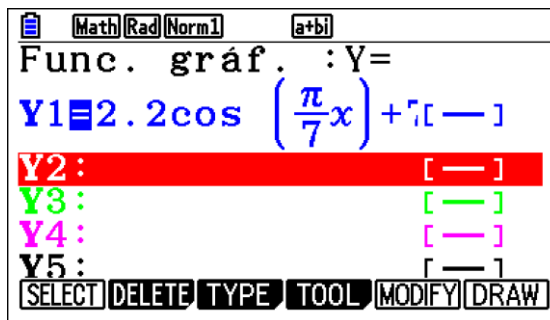 Math Rad Norm1 a+bi
Func. gráf. :Y=
Y1=2.2cos (π/7 x)+7[—]
Y2: [—]
Y3: [—]
Y4: [—]
Y5: [—]
SELECT DELETE TYPE TOOL MODIFY DRAW